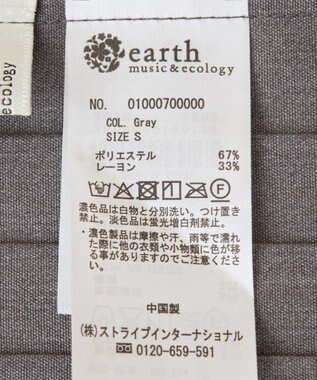 earth
music&ecology
ecology
NO. 01000700000
COL. Gray
SIZE S
ポリエステル 67%
レーヨン 33%
濃色品は白物と分別洗い。つけ置き
禁止。淡色品は蛍光増白剤禁止。
・濃色製品は摩擦や汗、雨等で濡れ
た際に他の衣類や小物類に色が移
る事がありますのでご注意下さい。
中国製
(株)ストライプインターナショナル
0120-659-591